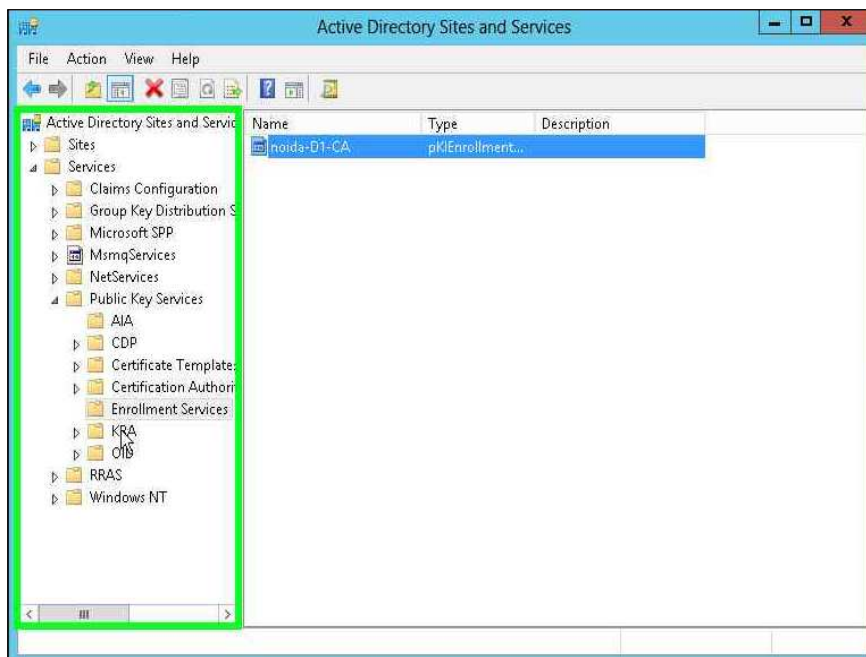 Active Directory Sites and Services
File Action View Help
Active Directory Sites and Servic
Name Type Description
Sites
noida-D1-CA pKIEnrollment...
Services
Claims Configuration
Group Key Distribution S
Microsoft SPP
MsmqServices
NetServices
Public Key Services
AIA
CDP
Certificate Template
Certification Authori
Enrollment Services
KRA
OID
RRAS
Windows NT